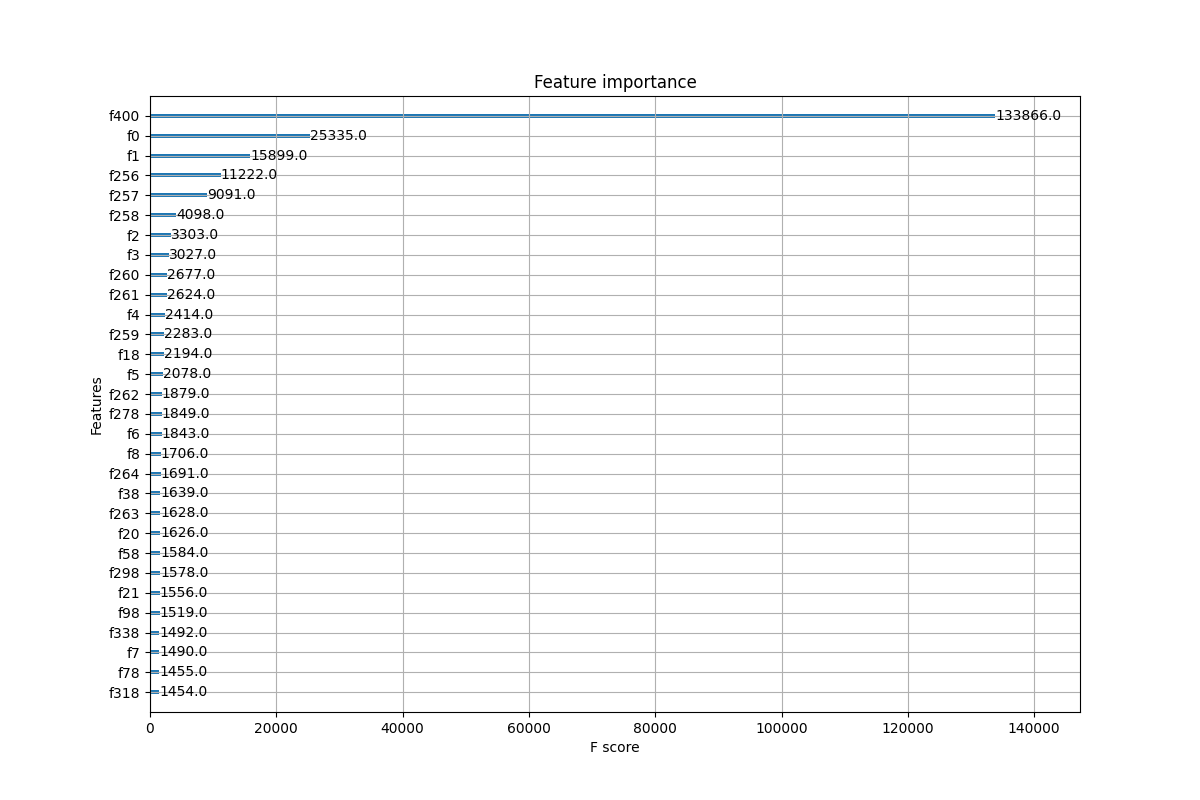 Feature importance
f400 133866.0
f0 25335.0
f1 15899.0
f256 11222.0
f257 9091.0
f258 4098.0
f2 3303.0
f3 3027.0
f260 2677.0
f261 2624.0
f4 2414.0
f259 2283.0
f18 2194.0
f5 2078.0
f262 1879.0
f278 1849.0
f6 1843.0
f8 1706.0
f264 1691.0
f38 1639.0
f263 1628.0
f20 1626.0
f58 1584.0
f298 1578.0
f21 1556.0
f98 1519.0
f338 1492.0
f7 1490.0
f78 1455.0
f318 1454.0
Features
0 20000 40000 60000 80000 100000 120000 140000
F score